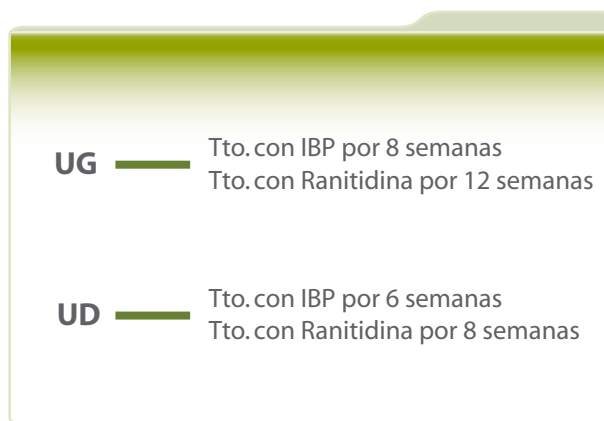 UG
Tto. con IBP por 8 semanas
Tto. con Ranitidina por 12 semanas
UD
Tto. con IBP por 6 semanas
Tto. con Ranitidina por 8 semanas